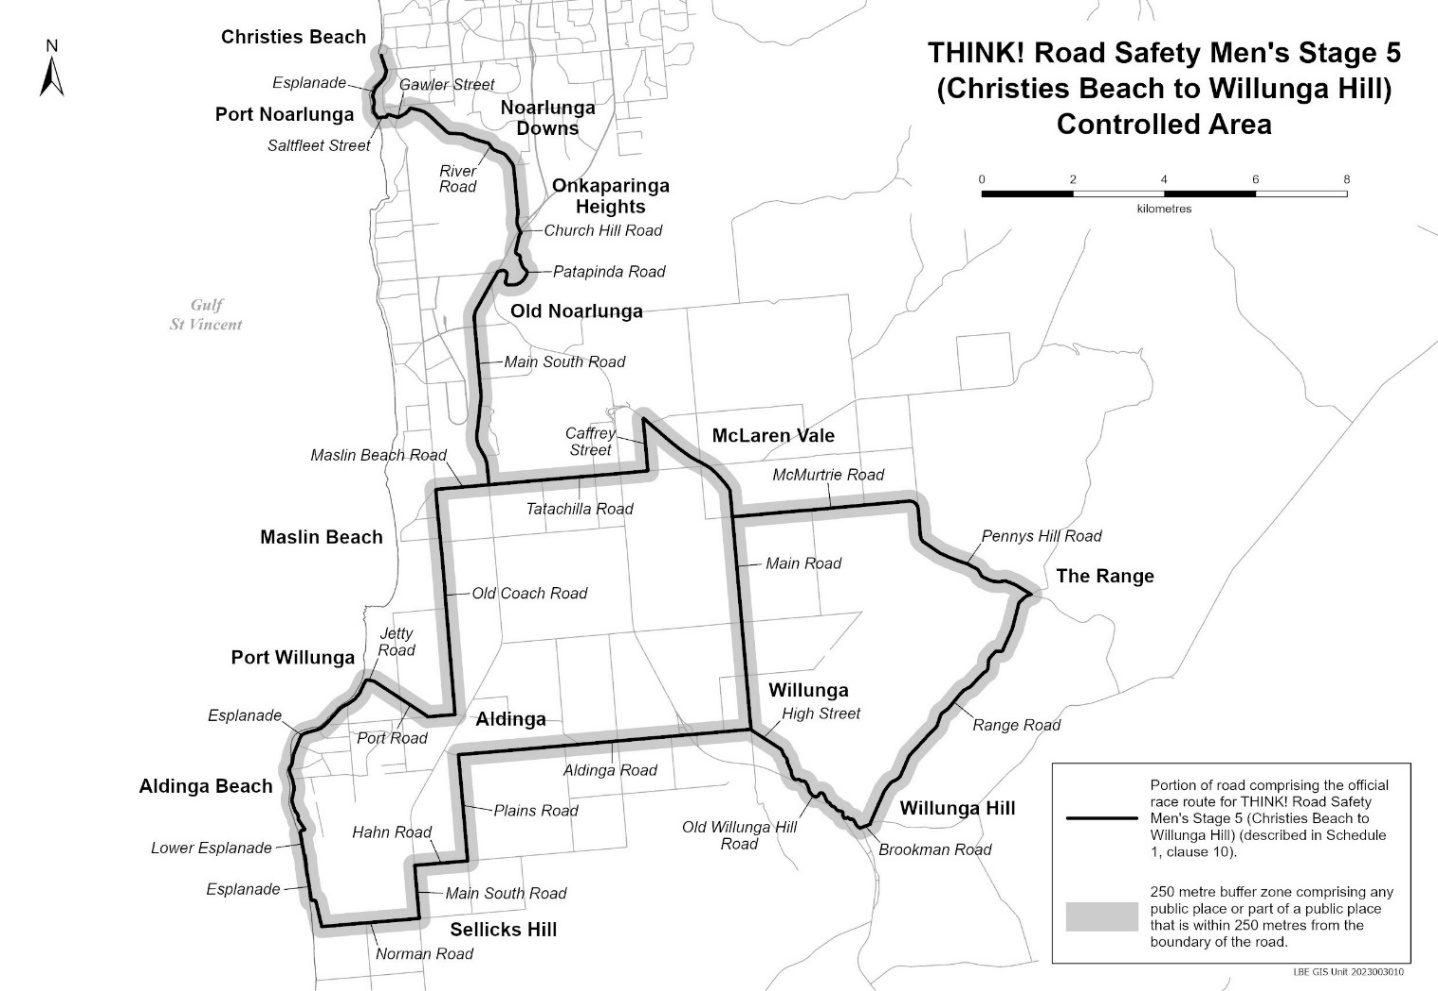 N
THINK! Road Safety Men's Stage 5
(Christies Beach to Willunga Hill)
Controlled Area
0 2 4 6 8
kilometres
Christies Beach
Esplanade
Gawler Street
Port Noarlunga
Noarlunga
Downs
Saltfleet Street
River
Road
Onkaparinga
Heights
Church Hill Road
Patapinda Road
Gulf
St Vincent
Old Noarlunga
Main South Road
Caffrey
Street
McLaren Vale
Maslin Beach Road
McMurtrie Road
Tatachilla Road
Maslin Beach
Pennys Hill Road
Main Road
The Range
Old Coach Road
Jetty
Road
Port Willunga
Willunga
High Street
Esplanade
Aldinga
Port Road
Range Road
Aldinga Road
Aldinga Beach
Plains Road
Willunga Hill
Hahn Road
Old Willunga Hill
Road
Lower Esplanade
Brookman Road
Esplanade
Main South Road
Sellicks Hill
Norman Road
Portion of road comprising the official
race route for THINK! Road Safety
Men's Stage 5 (Christies Beach to
Willunga Hill) (described in Schedule
1, clause 10).
250 metre buffer zone comprising any
public place or part of a public place
that is within 250 metres from the
boundary of the road.
LBE GIS Unit 2023003010